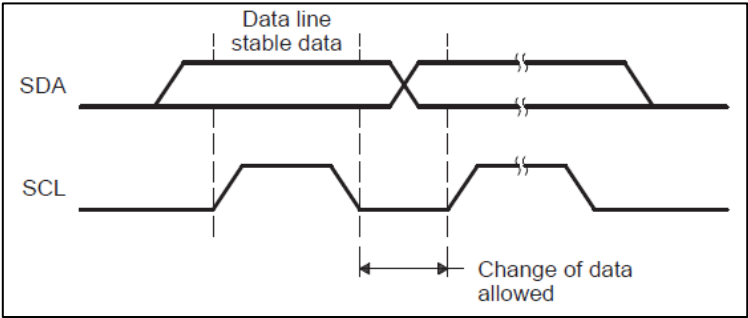 Data line
stable data
SDA
SCL
Change of data
allowed